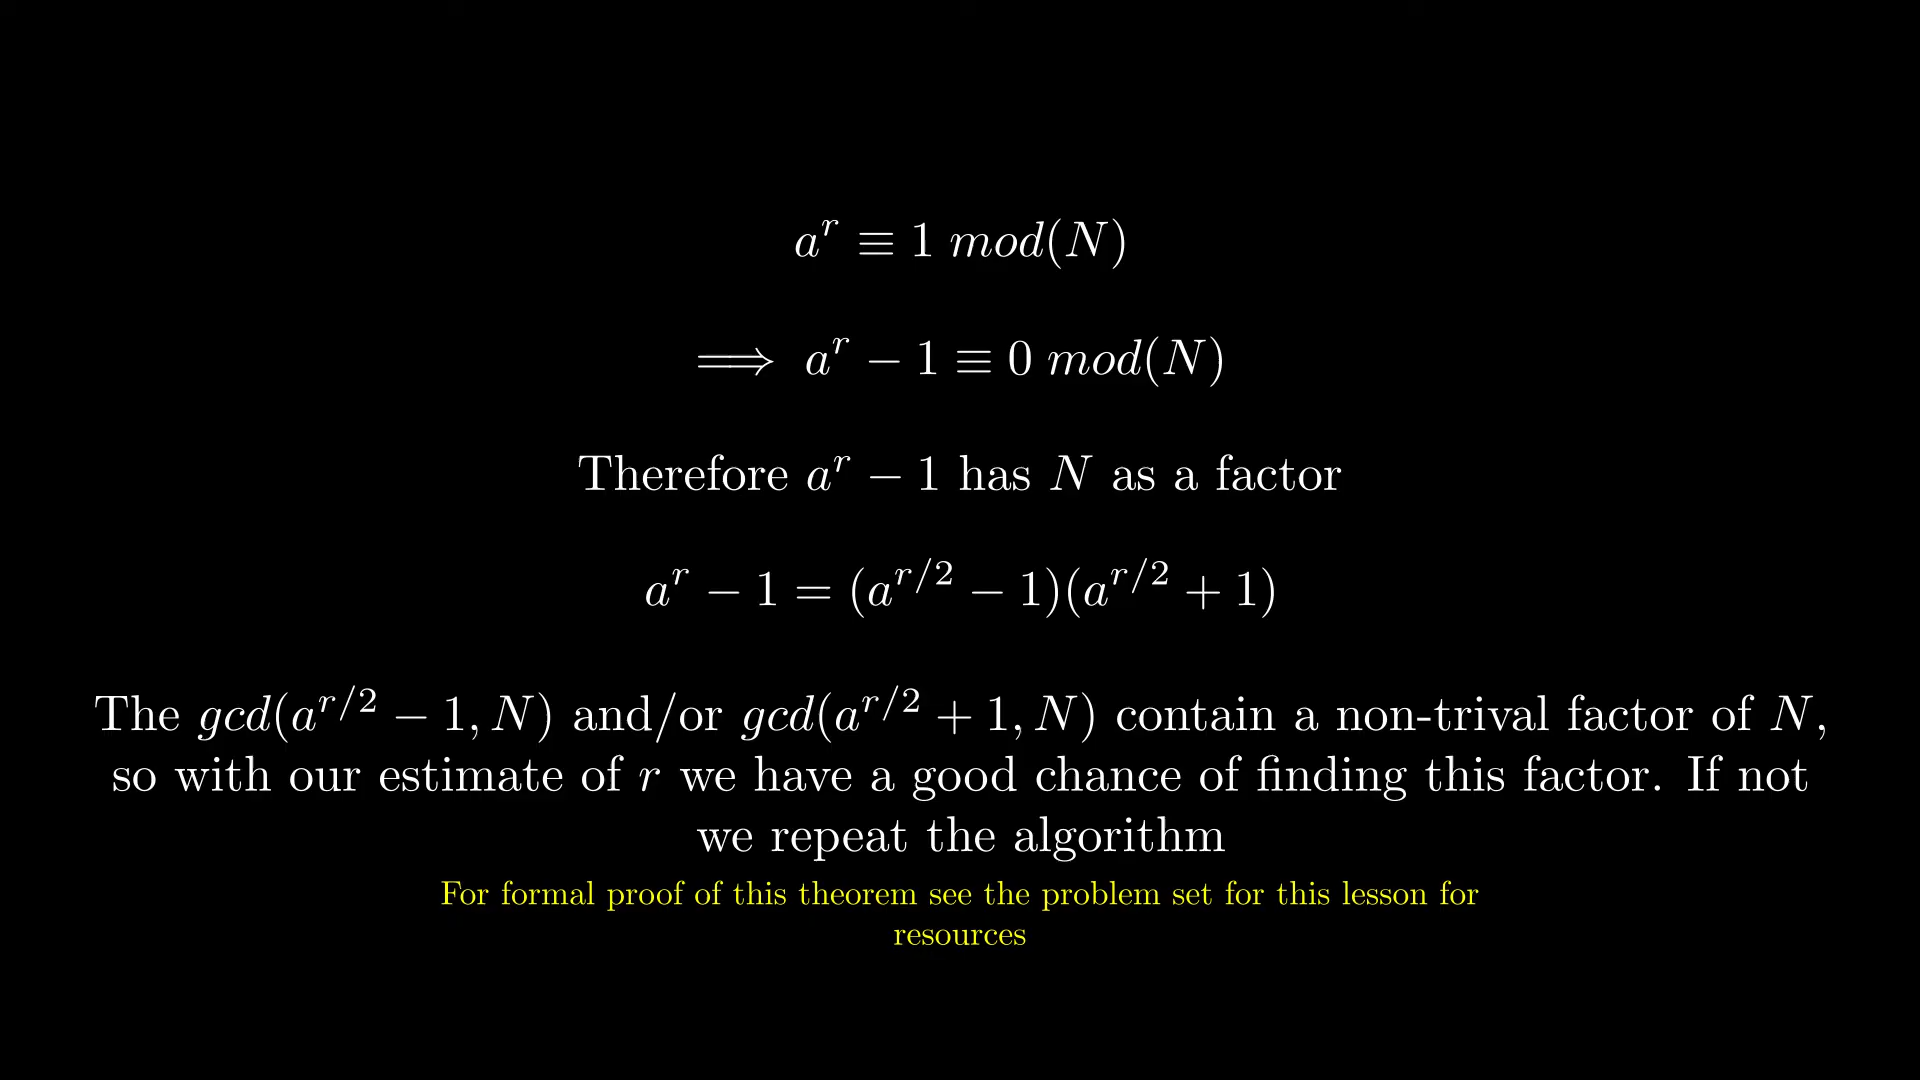 a^r ≡ 1 mod(N)
⟹ a^r − 1 ≡ 0 mod(N)
Therefore a^r − 1 has N as a factor
a^r − 1 = (a^{r/2} − 1)(a^{r/2} + 1)
The gcd(a^{r/2} − 1, N) and/or gcd(a^{r/2} + 1, N) contain a non-trival factor of N,
so with our estimate of r we have a good chance of finding this factor. If not
we repeat the algorithm
For formal proof of this theorem see the problem set for this lesson for
resources